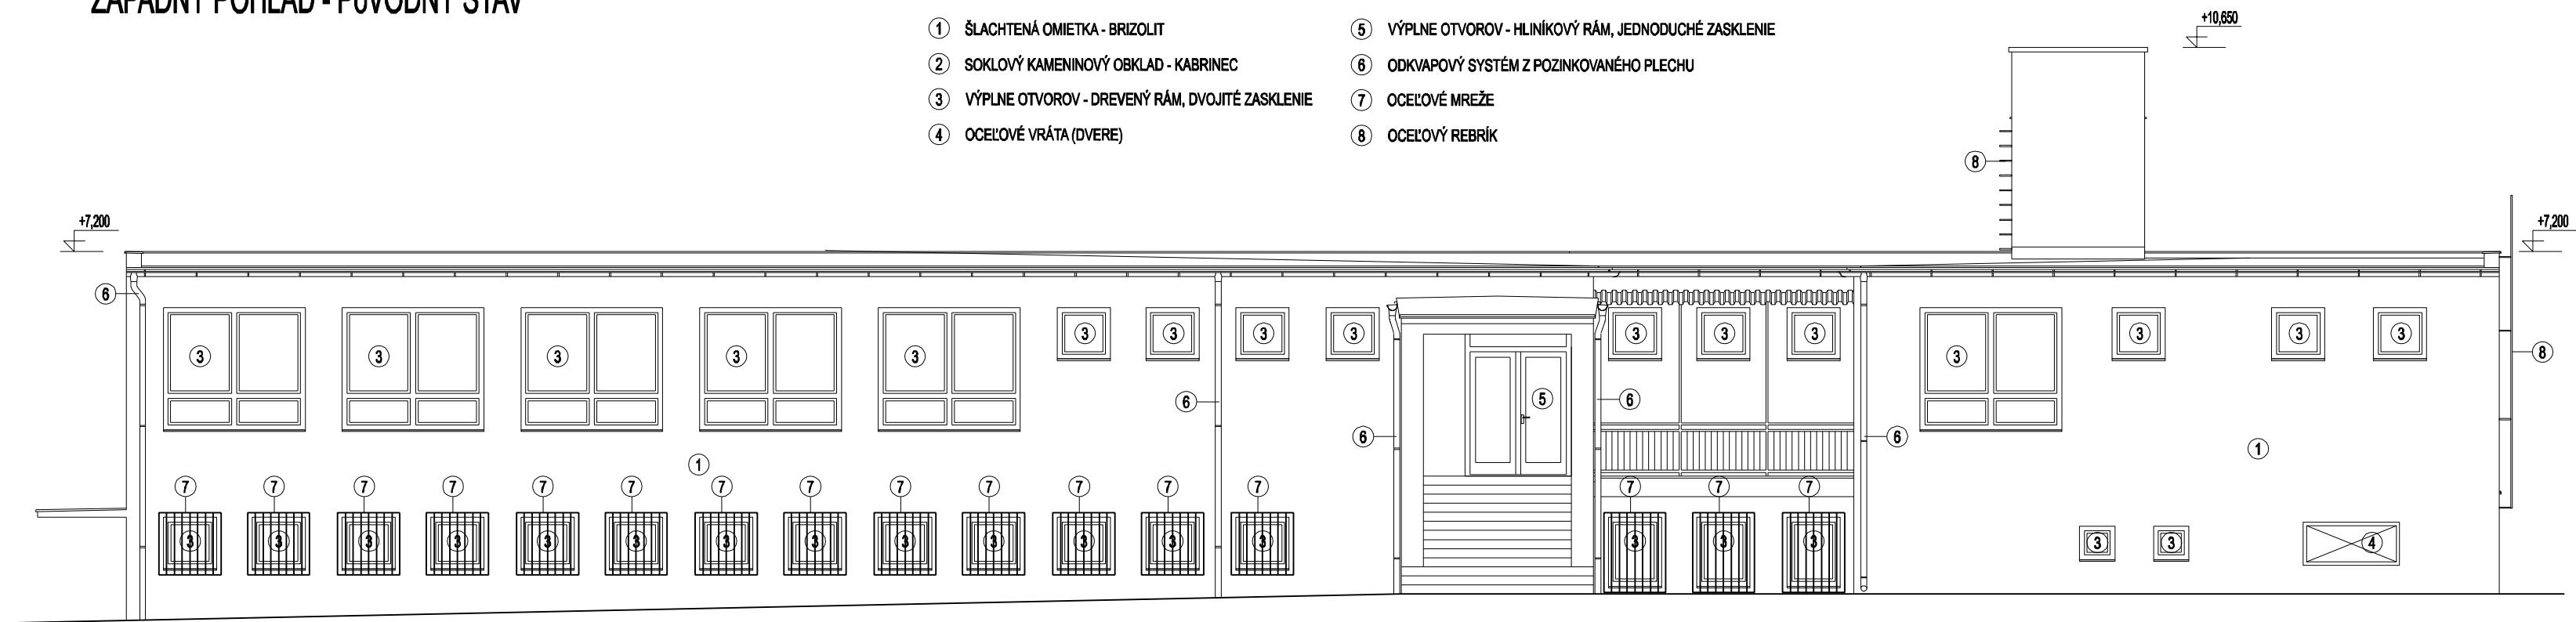 ZÁPADNÝ POHĽAD - PôVODNÝ STAV
1 ŠLACHTENÁ OMIETKA - BRIZOLIT
2 SOKLOVÝ KAMENINOVÝ OBKLAD - KABRINEC
3 VÝPLNE OTVOROV - DREVENÝ RÁM, DVOJITÉ ZASKLENIE
4 OCEĽOVÉ VRÁTA (DVERE)
5 VÝPLNE OTVOROV - HLINÍKOVÝ RÁM, JEDNODUCHÉ ZASKLENIE
6 ODKVAPOVÝ SYSTÉM Z POZINKOVANÉHO PLECHU
7 OCEĽOVÉ MREŽE
8 OCEĽOVÝ REBRÍK
+10,650
8
+7,200
+7,200
6
3 3 3 3 3 3 3 3 3 3 3 3 3 3 3 3
8
6 5 6
6 6
1 1
7 7 7 7 7 7 7 7 7 7 7 7 7 7 7 7
3 3 3 3 3 3 3 3 3 3 3 3 3 3 3 3 3 3 4